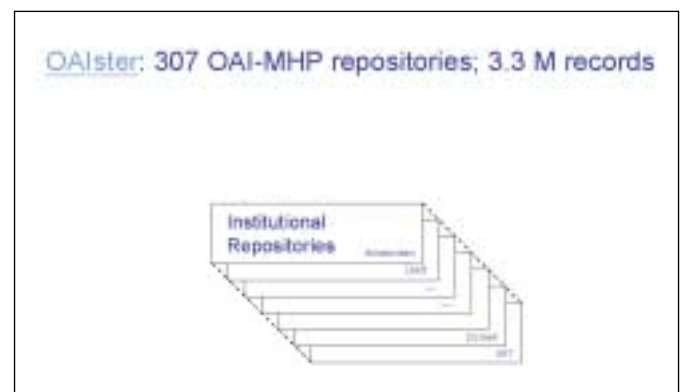 OAIster: 307 OAI-MHP repositories; 3.3 M records
Institutional
Repositories